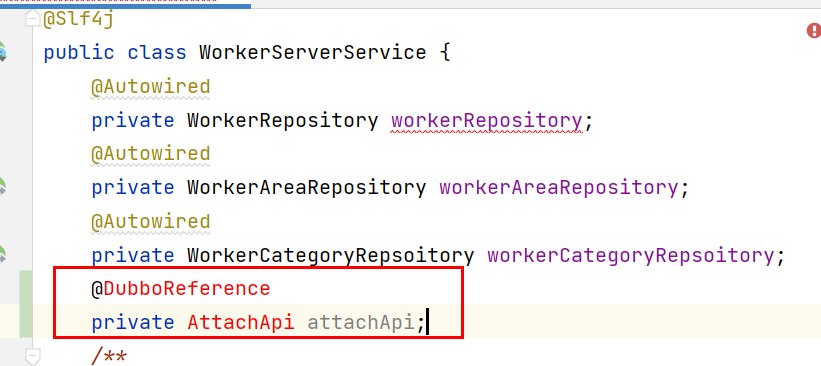 @Slf4j
public class WorkerServerService {
@Autowired
private WorkerRepository workerRepository;
@Autowired
private WorkerAreaRepository workerAreaRepository;
@Autowired
private WorkerCategoryRepsoitory workerCategoryRepsoitory;
@DubboReference
private AttachApi attachApi;
/**